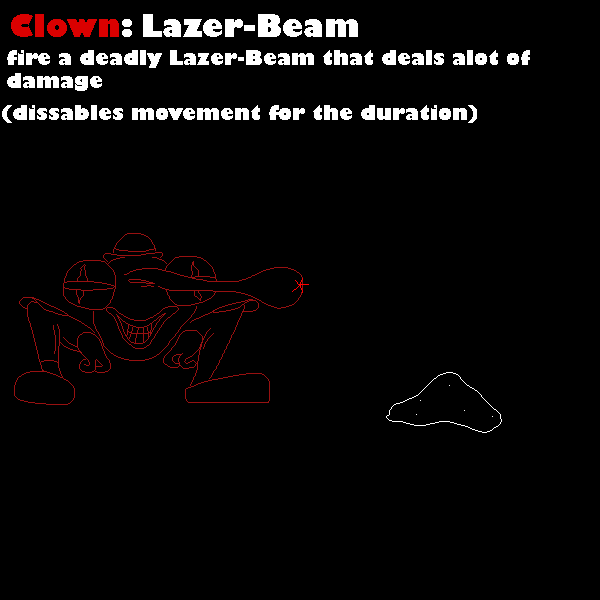 Clown: Lazer-Beam
fire a deadly Lazer-Beam that deals alot of
damage
(dissables movement for the duration)